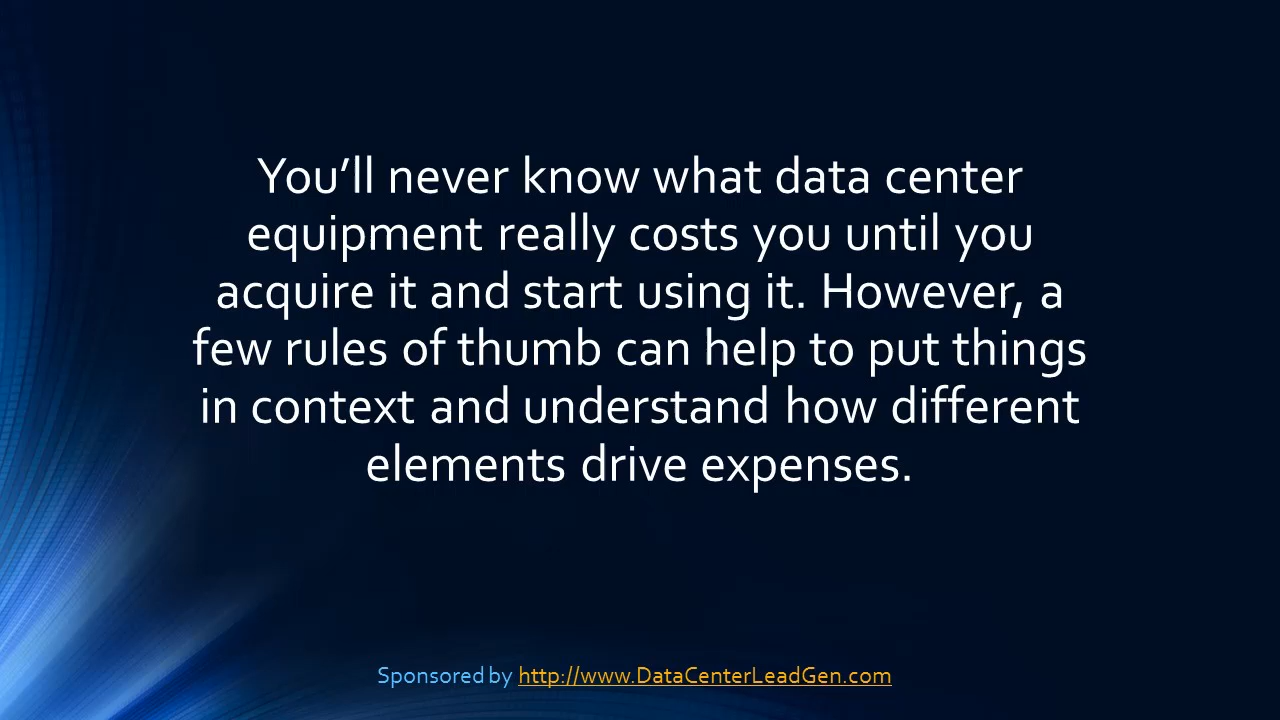 You’ll never know what data center
equipment really costs you until you
acquire it and start using it. However, a
few rules of thumb can help to put things
in context and understand how different
elements drive expenses.
Sponsored by http://www.DataCenterLeadGen.com